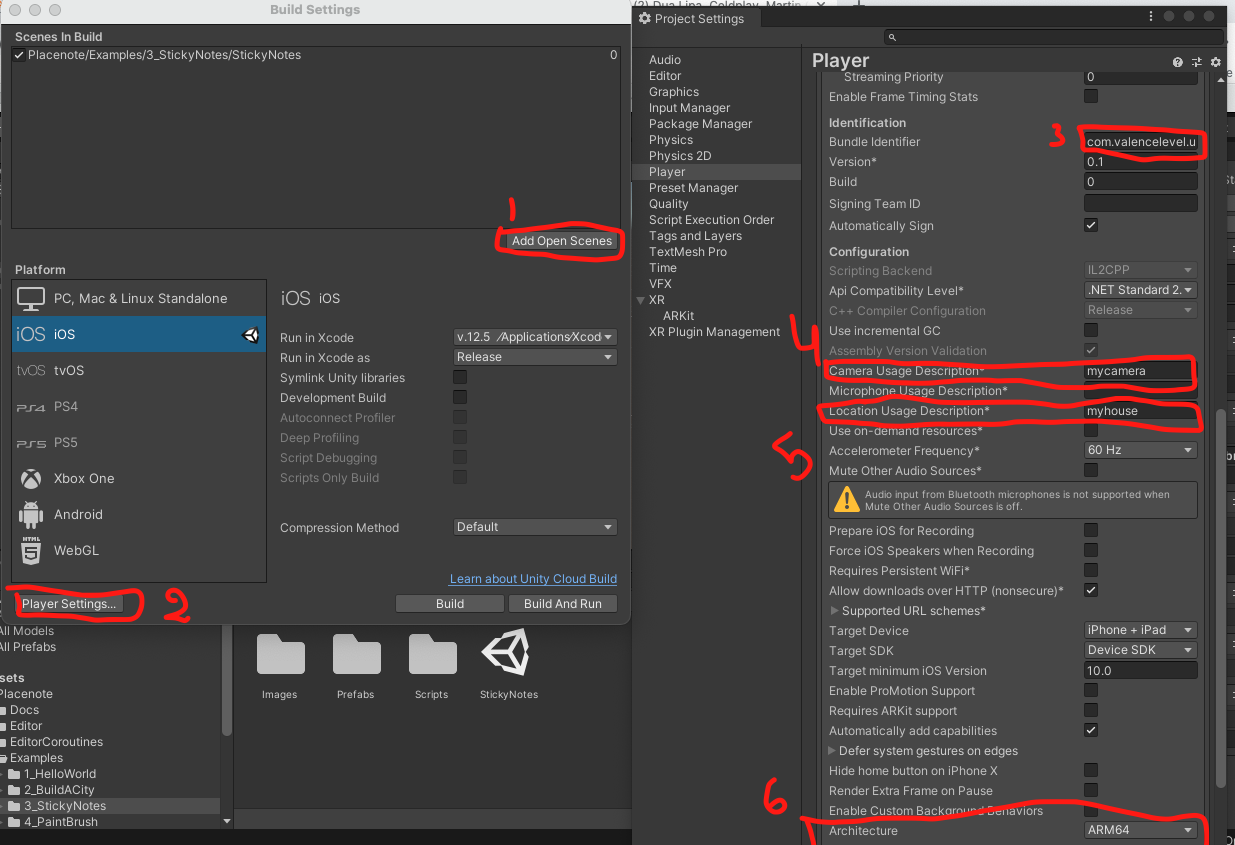 Build Settings
Scenes In Build
Placenote/Examples/3_StickyNotes/StickyNotes 0
1
Add Open Scenes
Platform
PC, Mac & Linux Standalone
iOS iOS
tvOS tvOS
PS4 PS4
PS5 PS5
Xbox One
Android
HTML 5 WebGL
iOS iOS
Run in Xcode v.12.5 /Applications/Xcod
Run in Xcode as Release
Symlink Unity libraries
Development Build
Autoconnect Profiler
Deep Profiling
Script Debugging
Scripts Only Build
Compression Method Default
Learn about Unity Cloud Build
Player Settings... 2
Build Build And Run
All Models
All Prefabs
sets
Placenote
Docs
Editor
EditorCoroutines
Examples
1_HelloWorld
2_BuildACity
3_StickyNotes
4_PaintBrush
Images Prefabs Scripts StickyNotes
(2) Dua Lipa, Coldplay, Martin
Project Settings
Audio
Editor
Graphics
Input Manager
Package Manager
Physics
Physics 2D
Player
Preset Manager
Quality
Script Execution Order
Tags and Layers
TextMesh Pro
Time
VFX
XR
ARKit
XR Plugin Management
Player
Streaming Priority 0
Enable Frame Timing Stats
Identification
3
Bundle Identifier com.valencelevel.u
Version* 0.1
Build 0
Signing Team ID
Automatically Sign
Configuration
Scripting Backend IL2CPP
Api Compatibility Level* .NET Standard 2.
C++ Compiler Configuration Release
Use incremental GC
4
Assembly Version Validation
Camera Usage Description* mycamera
Microphone Usage Description*
Location Usage Description* myhouse
Use on-demand resources*
5
Accelerometer Frequency* 60 Hz
Mute Other Audio Sources*
Audio input from Bluetooth microphones is not supported when
Mute Other Audio Sources is off.
Prepare iOS for Recording
Force iOS Speakers when Recording
Requires Persistent WiFi*
Allow downloads over HTTP (nonsecure)*
Supported URL schemes*
Target Device iPhone + iPad
Target SDK Device SDK
Target minimum iOS Version 10.0
Enable ProMotion Support
Requires ARKit support
Automatically add capabilities
Defer system gestures on edges
Hide home button on iPhone X
Render Extra Frame on Pause
6
Enable Custom Background Behaviors
Architecture ARM64